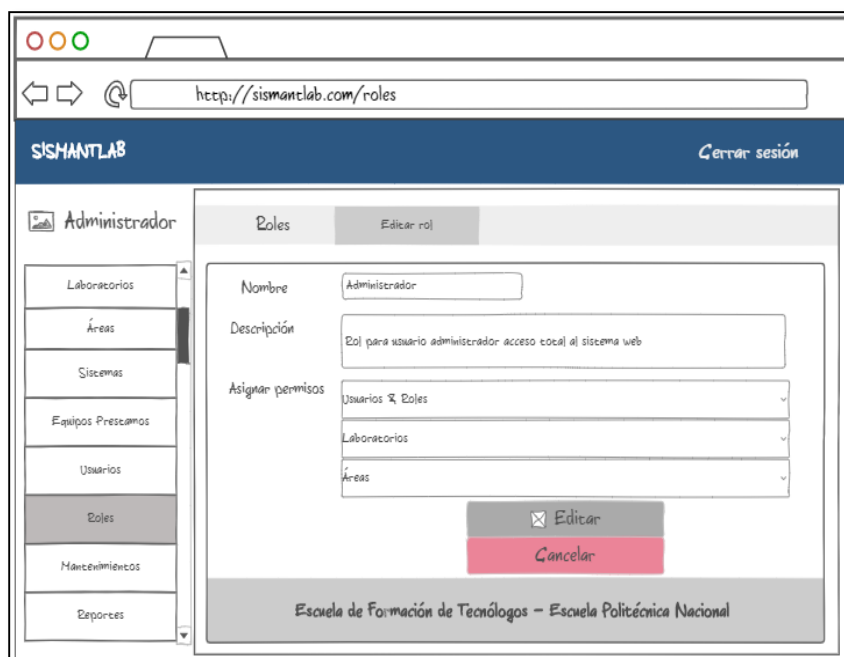 http://sismantlab.com/roles
SISMANTLAB
Cerrar sesión
Administrador
Laboratorios
Áreas
Sistemas
Equipos Prestamos
Usuarios
Roles
Mantenimientos
Reportes
Roles
Editar rol
Nombre
Administrador
Descripción
Rol para usuario administrador acceso total al sistema web
Asignar permisos
Usuarios & Roles
Laboratorios
Áreas
Editar
Cancelar
Escuela de Formación de Tecnólogos – Escuela Politécnica Nacional